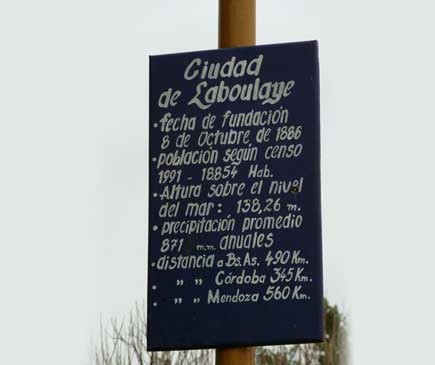 Ciudad
de Laboulaye
• fecha de fundación
8 de Octubre de 1886
• población según censo
1991 - 18.854 Hab.
• Altura sobre el nivel
del mar: 138,26 m.
• precipitación promedio
871 m.m. anuales
• distancia a Bs. As. 490 Km.
• " " Córdoba 345 Km.
• " " Mendoza 560 Km.